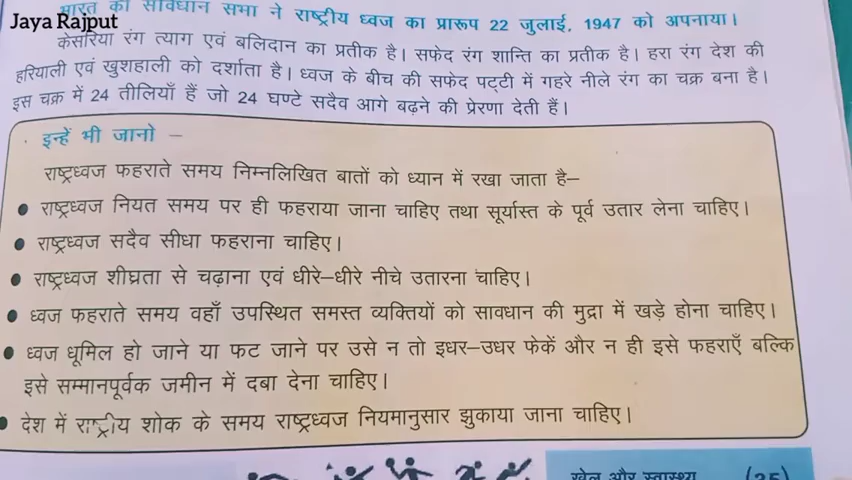 Jaya Rajput
भारत की संविधान सभा ने राष्ट्रीय ध्वज का प्रारूप 22 जुलाई, 1947 को अपनाया।
केसरिया रंग त्याग एवं बलिदान का प्रतीक है। सफेद रंग शान्ति का प्रतीक है। हरा रंग देश की
हरियाली एवं खुशहाली को दर्शाता है। ध्वज के बीच की सफेद पट्टी में गहरे नीले रंग का चक्र बना है।
इस चक्र में 24 तीलियाँ हैं जो 24 घण्टे सदैव आगे बढ़ने की प्रेरणा देती हैं।
इन्हें भी जानो –
राष्ट्रध्वज फहराते समय निम्नलिखित बातों को ध्यान में रखा जाता है–
• राष्ट्रध्वज नियत समय पर ही फहराया जाना चाहिए तथा सूर्यास्त के पूर्व उतार लेना चाहिए।
• राष्ट्रध्वज सदैव सीधा फहराना चाहिए।
• राष्ट्रध्वज शीघ्रता से चढ़ाना एवं धीरे–धीरे नीचे उतारना चाहिए।
• ध्वज फहराते समय वहाँ उपस्थित समस्त व्यक्तियों को सावधान की मुद्रा में खड़े होना चाहिए।
• ध्वज धूमिल हो जाने या फट जाने पर उसे न तो इधर–उधर फेकें और न ही इसे फहराएँ बल्कि
इसे सम्मानपूर्वक जमीन में दबा देना चाहिए।
• देश में राष्ट्रीय शोक के समय राष्ट्रध्वज नियमानुसार झुकाया जाना चाहिए।
खेल और स्वास्थ्य (35)